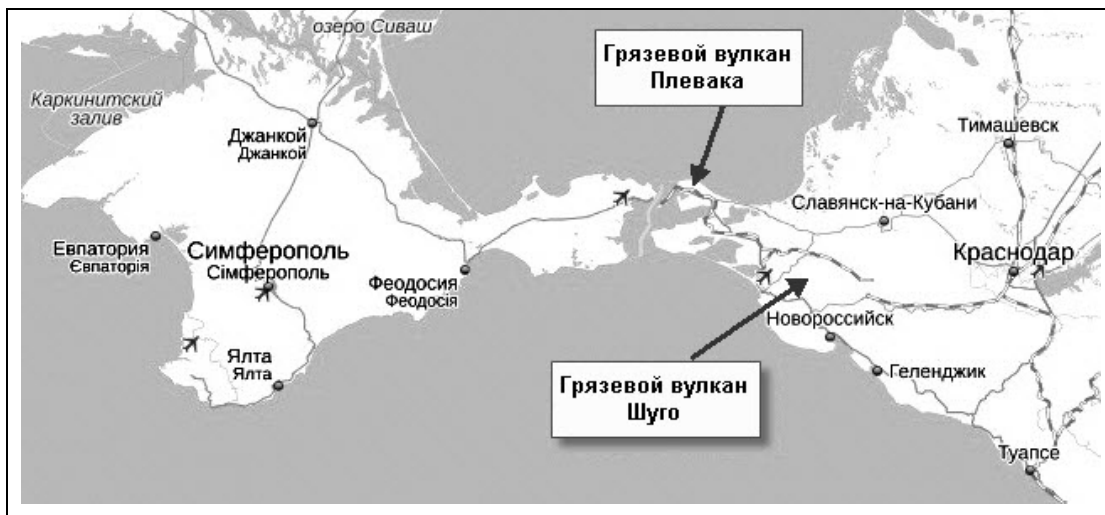 озеро Сиваш
Грязевой вулкан
Плевака
Каркинитский
залив
Джанкой
Джанкой
Тимашевск
Славянск-на-Кубани
Евпатория
Євпаторія
Симферополь
Сімферополь
Краснодар
Феодосия
Феодосія
Новороссийск
Ялта
Ялта
Грязевой вулкан
Шуго
Геленджик
Туапсе